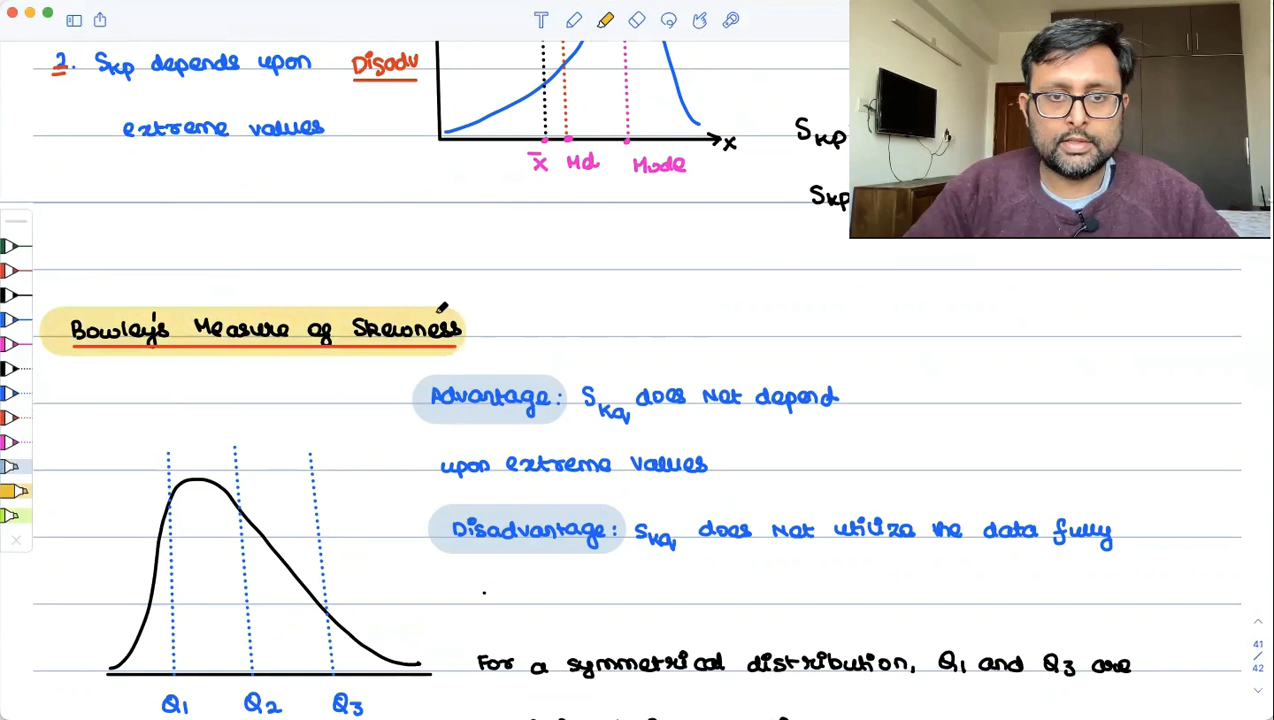 2. Skp depends upon Disadv
extreme values
x̄ Md Mode
x
Skp
Skp
Bowley's Measure of Skewness
Advantage: Skq does Not depend
upon extreme values
Disadvantage: Skq does Not utilize the data fully
For a symmetrical distribution, Q1 and Q3 are
Q1 Q2 Q3
41
/
42